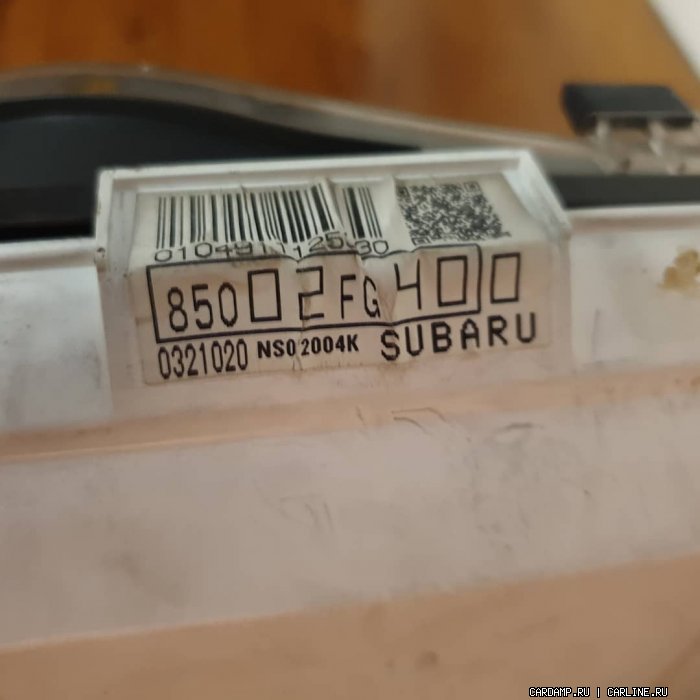 85002FG400
0321020 NS02004K SUBARU
CARDAMP.RU | CARLINE.RU